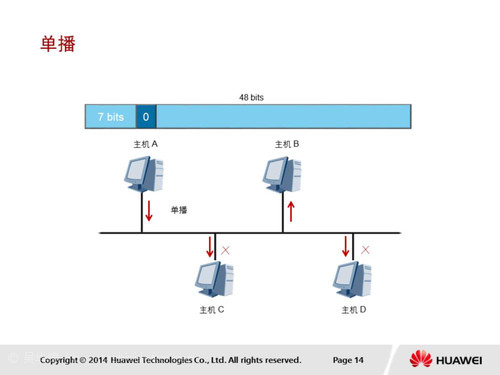 单播
48 bits
7 bits 0
主机 A 主机 B
单播
主机 C 主机 D
Copyright © 2014 Huawei Technologies Co., Ltd. All rights reserved. Page 14 HUAWEI